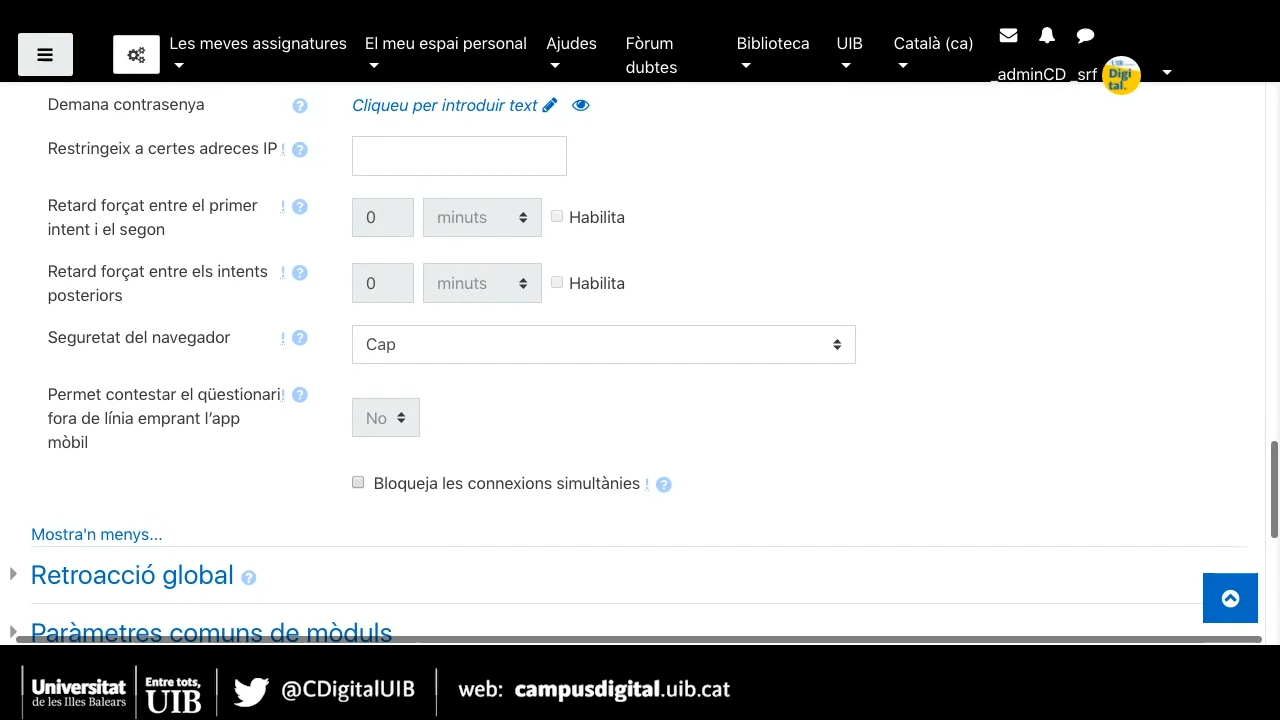 Les meves assignatures
El meu espai personal
Ajudes
Fòrum
dubtes
Biblioteca
UIB
Català (ca)
_adminCD _srf
Digi
tal.
Demana contrasenya ?
Cliqueu per introduir text
Restringeix a certes adreces IP ! ?
Retard forçat entre el primer ! ?
intent i el segon
0 minuts Habilita
Retard forçat entre els intents ! ?
posteriors
0 minuts Habilita
Seguretat del navegador ! ?
Cap
Permet contestar el qüestionari ! ?
fora de línia emprant l’app
mòbil
No
Bloqueja les connexions simultànies ! ?
Mostra'n menys...
Retroacció global ?
Paràmetres comuns de mòduls
Universitat
de les Illes Balears
Entre tots,
UIB
@CDigitalUIB
web: campusdigital.uib.cat